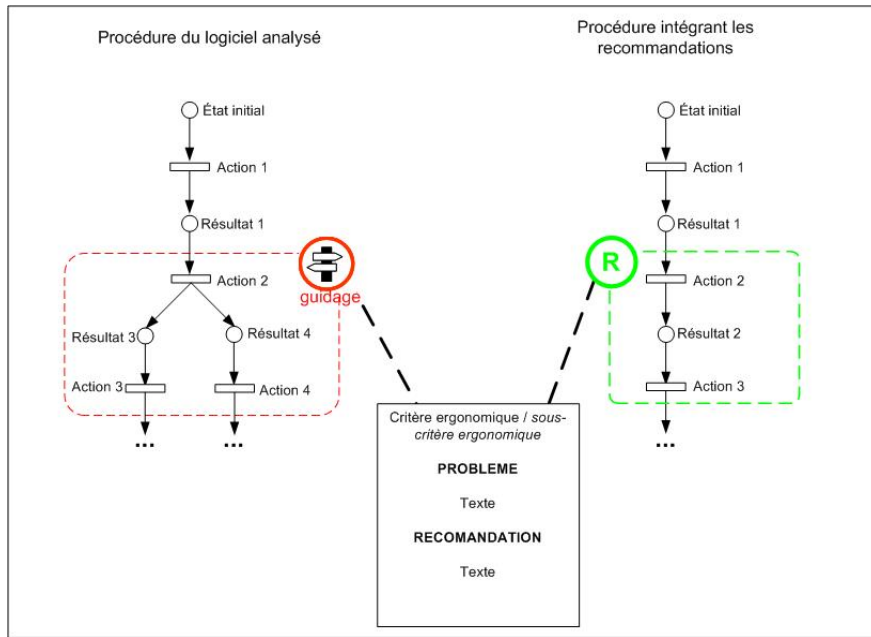 Procédure du logiciel analysé
État initial
Action 1
Résultat 1
Action 2
guidage
Résultat 3
Résultat 4
Action 3
Action 4
...
...
Procédure intégrant les
recommandations
État initial
Action 1
Résultat 1
R
Action 2
Résultat 2
Action 3
...
Critère ergonomique / sous-
critère ergonomique
PROBLEME
Texte
RECOMANDATION
Texte